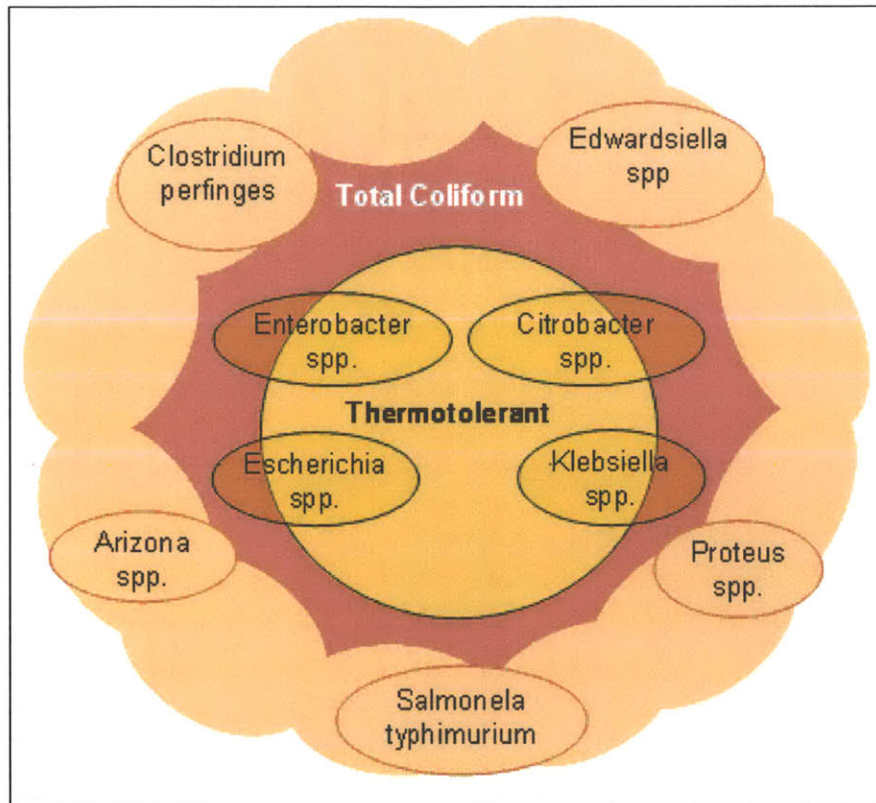 Clostridium
perfinges
Edwardsiella
spp
Total Coliform
Enterobacter
spp.
Citrobacter
spp.
Thermotolerant
Escherichia
spp.
Klebsiella
spp.
Arizona
spp.
Proteus
spp.
Salmonela
typhimurium